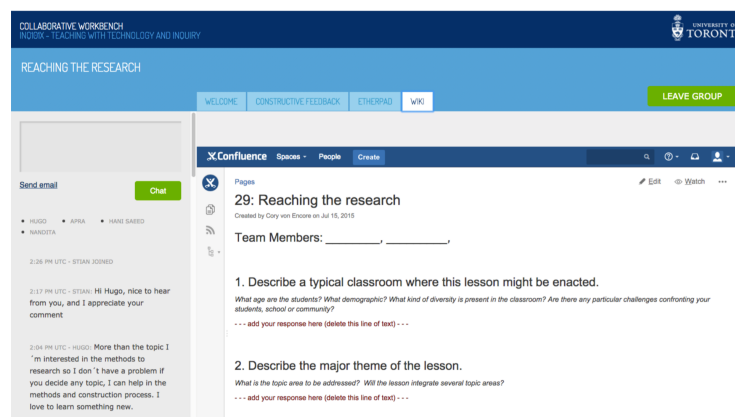 COLLABORATIVE WORKBENCH
INQ101X - TEACHING WITH TECHNOLOGY AND INQUIRY
UNIVERSITY O
TORONT
REACHING THE RESEARCH
WELCOME
CONSTRUCTIVE FEEDBACK
ETHERPAD
WIKI
LEAVE GROUP
Send email
Chat
HUGO
APRA
HANI SAEED
NANDITA
2:26 PM UTC - STIAN JOINED
2:17 PM UTC - STIAN: Hi Hugo, nice to hear
from you, and I appreciate your
comment
2:04 PM UTC - HUGO: More than the topic I
´m interested in the methods to
research so I don´t have a problem if
you decide any topic, I can help in the
methods and construction process. I
love to learn something new.
Confluence
Spaces
People
Create
Pages
Edit
Watch
29: Reaching the research
Created by Cory von Encore on Jul 15, 2015
Team Members: ________, _________,
1. Describe a typical classroom where this lesson might be enacted.
What age are the students? What demographic? What kind of diversity is present in the classroom? Are there any particular challenges confronting your
students, school or community?
- - - add your response here (delete this line of text) - - -
2. Describe the major theme of the lesson.
What is the topic area to be addressed? Will the lesson integrate several topic areas?
- - - add your response here (delete this line of text) - - -